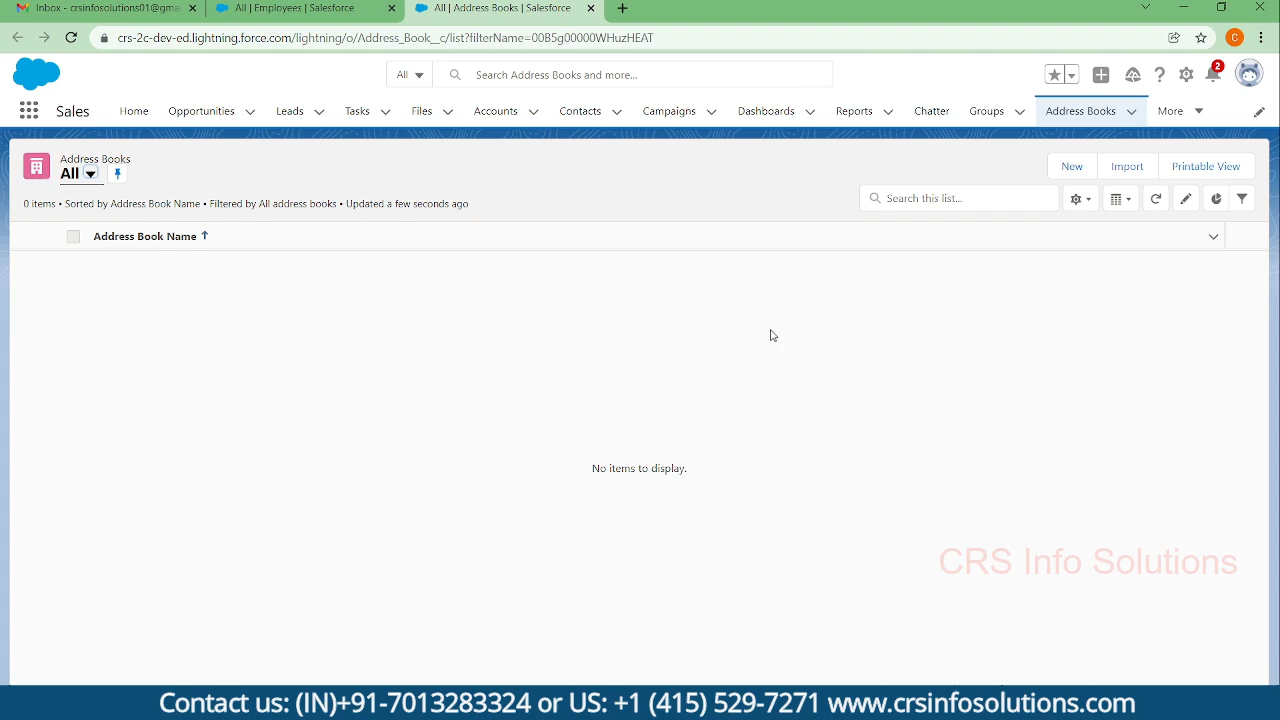 Inbox - crsinfosolutions01@gmai
All | Employees | Salesforce
All | Address Books | Salesforce
crs-2c-dev-ed.lightning.force.com/lightning/o/Address_Book__c/list?filterName=00B5g00000WHuzHEAT
C
All
Search Address Books and more...
2
Sales
Home
Opportunities
Leads
Tasks
Files
Accounts
Contacts
Campaigns
Dashboards
Reports
Chatter
Groups
Address Books
More
Address Books
All
New
Import
Printable View
0 items • Sorted by Address Book Name • Filtered by All address books • Updated a few seconds ago
Search this list...
Address Book Name
No items to display.
CRS Info Solutions
Contact us: (IN)+91-7013283324 or US: +1 (415) 529-7271 www.crsinfosolutions.com